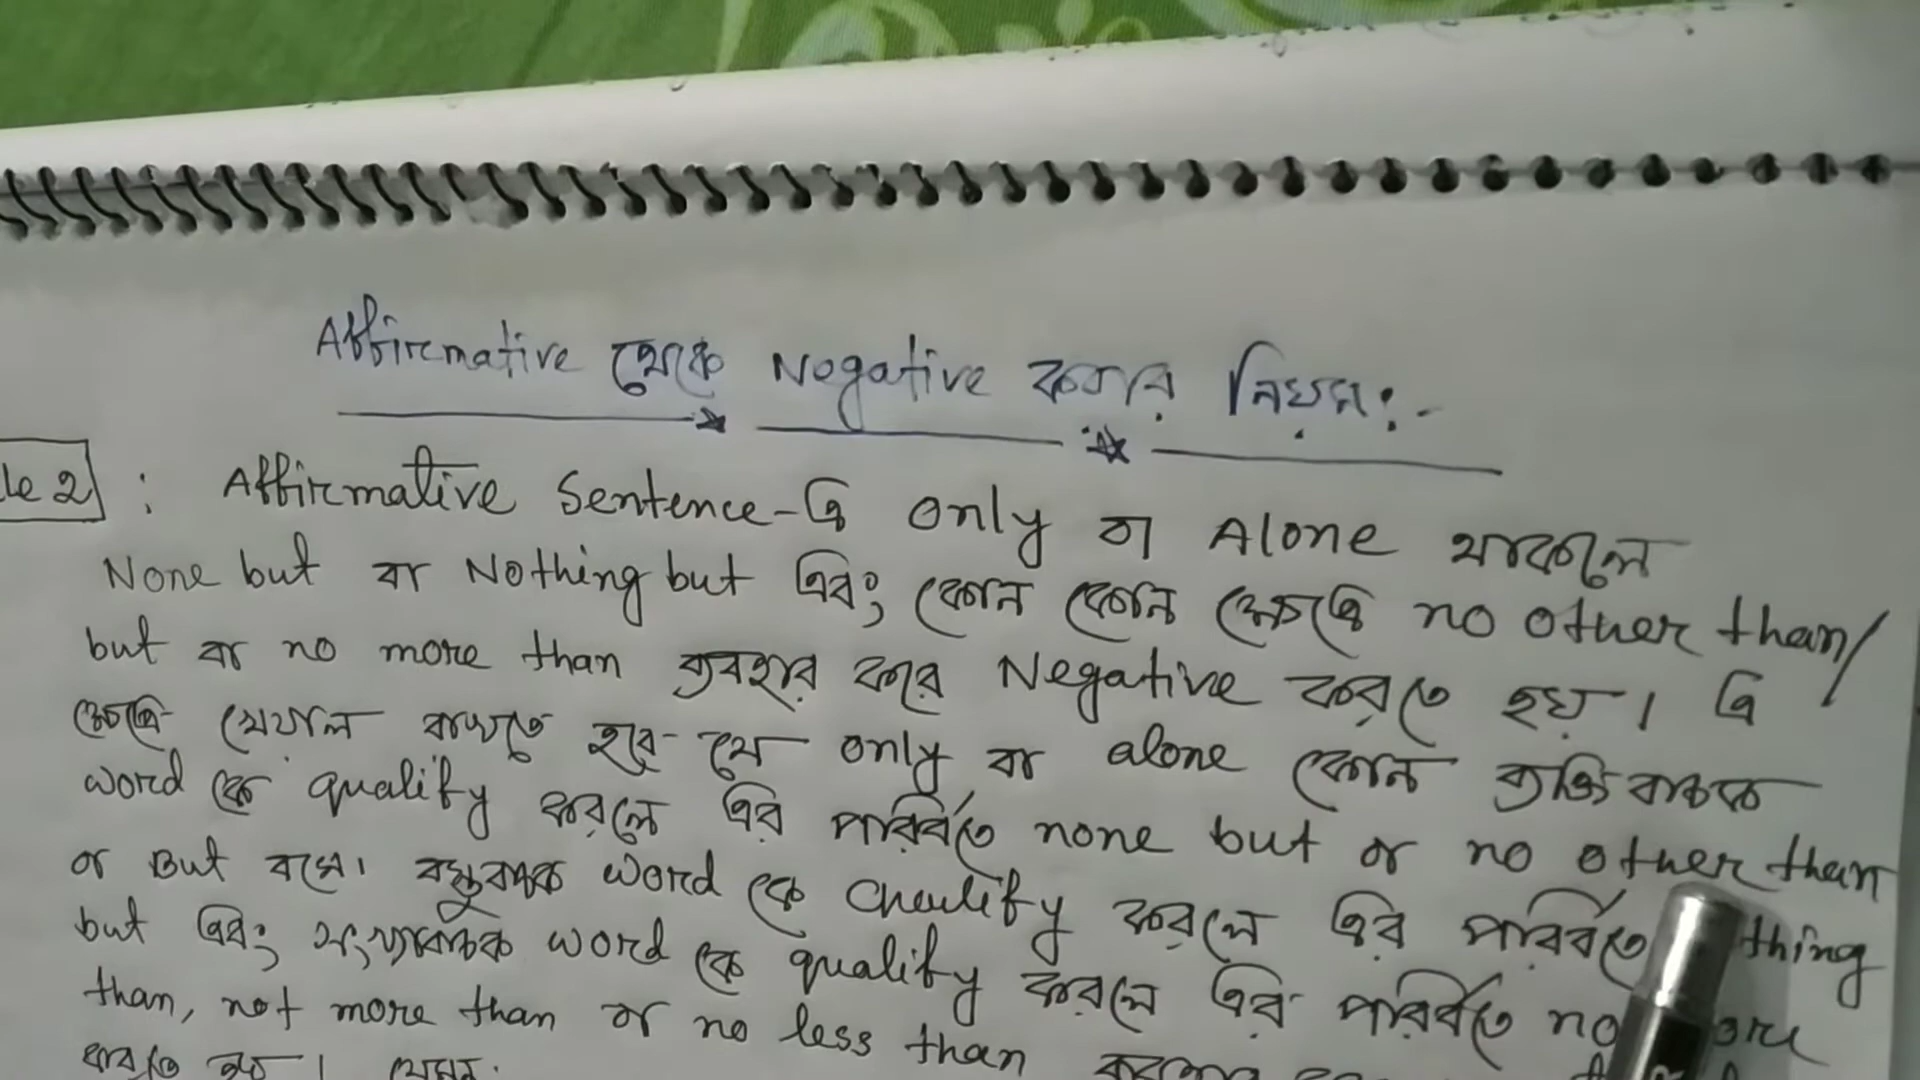 Affirmative থেকে Negative করার নিয়ম:-
le 2 : Affirmative Sentence-এ only বা Alone থাকলে
None but বা Nothing but এবং কোন কোন ক্ষেত্রে no other than/
but বা no more than ব্যবহার করে Negative করতে হয়। এ
ক্ষেত্রে খেয়াল রাখতে হবে যে only বা alone কোন ব্যক্তি বাচক
word কে qualify করলে এর পরিবর্তে none but or no other than
or But বসে। বস্তুবাচক word কে করলে এর পরিবর্তে thing
but এবং সংখ্যাবাচক word কে qualify করলে এর পরিবর্তে no
than, not more than or no less than
করতে হয়। যেমন: